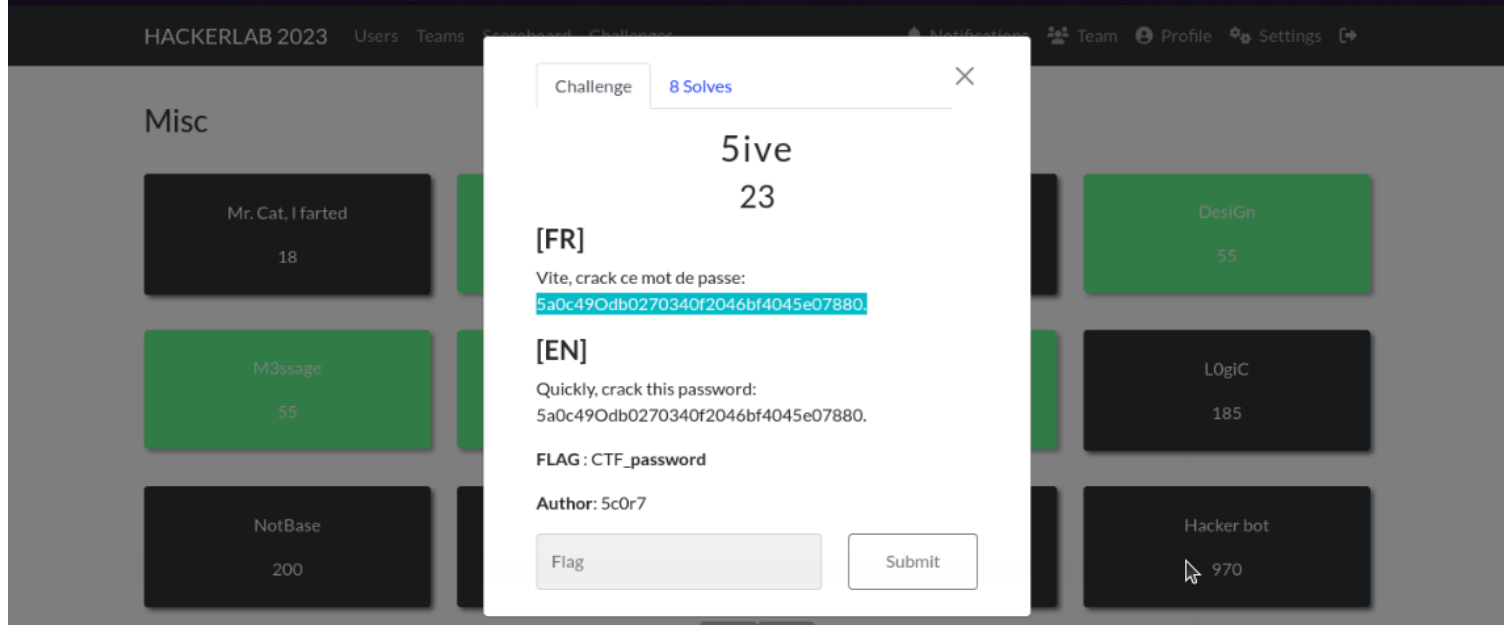 HACKERLAB 2023 Users Teams Scoreboard Challenges Notifications Team Profile Settings
Challenge 8 Solves
Misc
5ive
23
Mr. Cat, I farted
18
DesiGn
55
[FR]
Vite, crack ce mot de passe:
5a0c49Odb0270340f2046bf4045e07880.
[EN]
Quickly, crack this password:
5a0c49Odb0270340f2046bf4045e07880.
M3ssage
55
L0giC
185
FLAG : CTF_password
Author: 5c0r7
Flag Submit
NotBase
200
Hacker bot
970